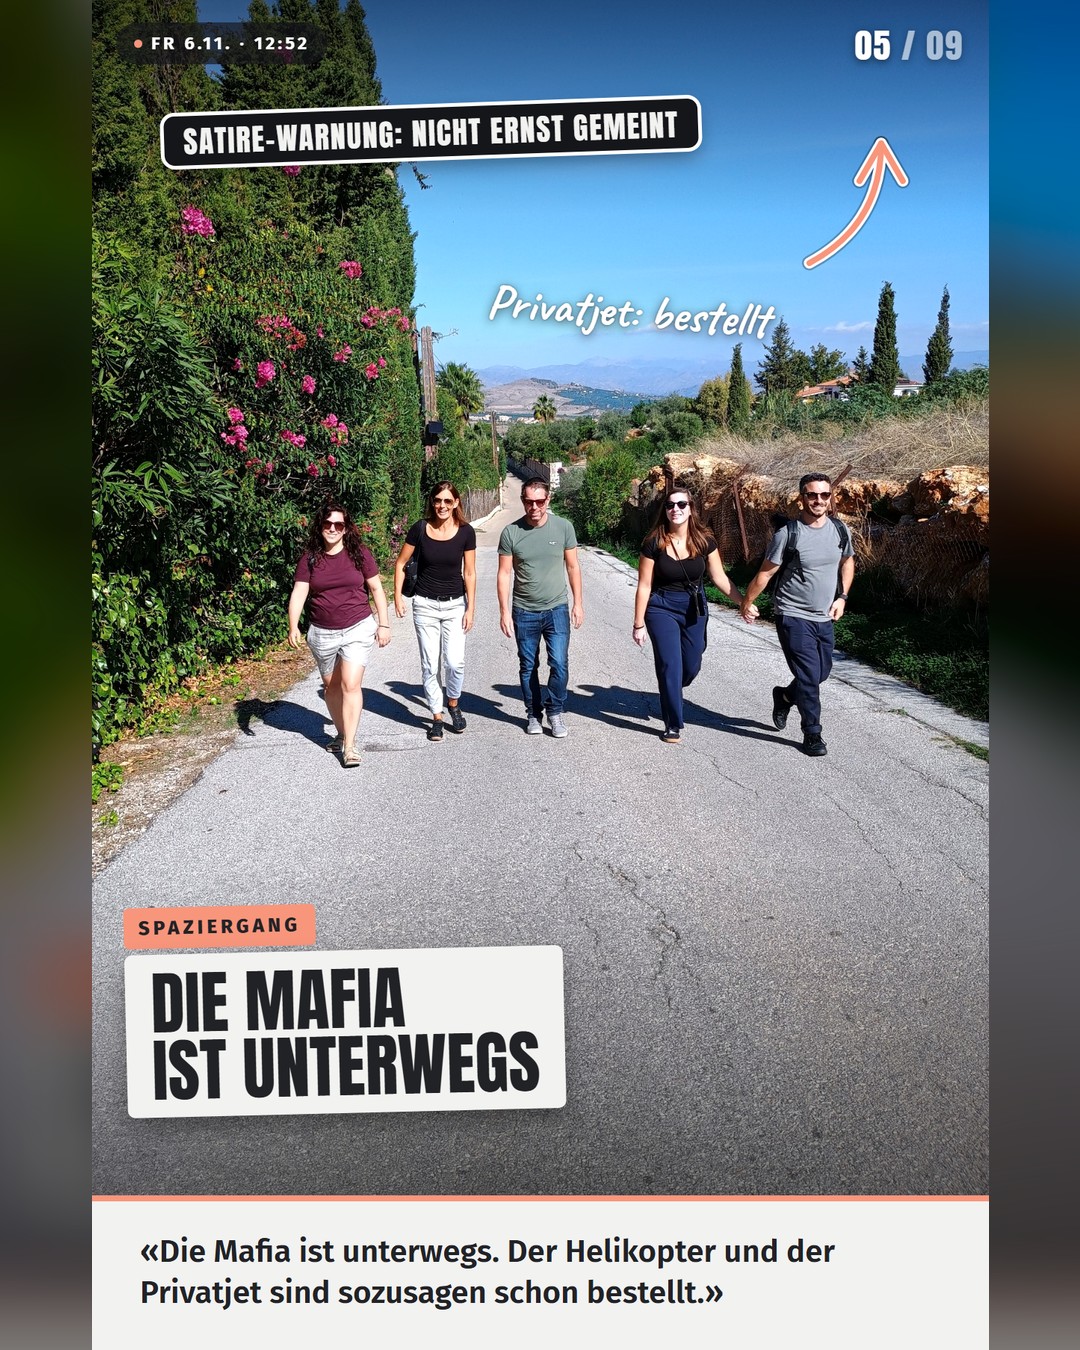 FR 6.11. · 12:52
05 / 09
SATIRE-WARNUNG: NICHT ERNST GEMEINT
Privatjet: bestellt
SPAZIERGANG
DIE MAFIA
IST UNTERWEGS
«Die Mafia ist unterwegs. Der Helikopter und der
Privatjet sind sozusagen schon bestellt.»